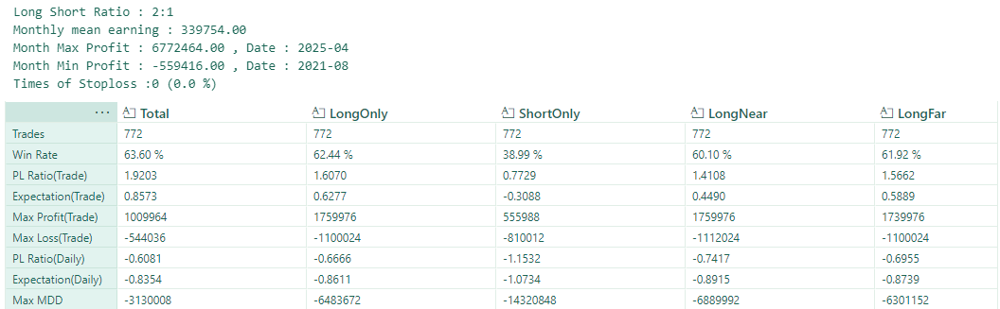 Long Short Ratio : 2:1
Monthly mean earning : 339754.00
Month Max Profit : 6772464.00 , Date : 2025-04
Month Min Profit : -559416.00 , Date : 2021-08
Times of Stoploss :0 (0.0 %)
... Total LongOnly ShortOnly LongNear LongFar
Trades 772 772 772 772 772
Win Rate 63.60 % 62.44 % 38.99 % 60.10 % 61.92 %
PL Ratio(Trade) 1.9203 1.6070 0.7729 1.4108 1.5662
Expectation(Trade) 0.8573 0.6277 -0.3088 0.4490 0.5889
Max Profit(Trade) 1009964 1759976 555988 1759976 1739976
Max Loss(Trade) -544036 -1100024 -810012 -1112024 -1100024
PL Ratio(Daily) -0.6081 -0.6666 -1.1532 -0.7417 -0.6955
Expectation(Daily) -0.8354 -0.8611 -1.0734 -0.8915 -0.8739
Max MDD -3130008 -6483672 -14320848 -6889992 -6301152